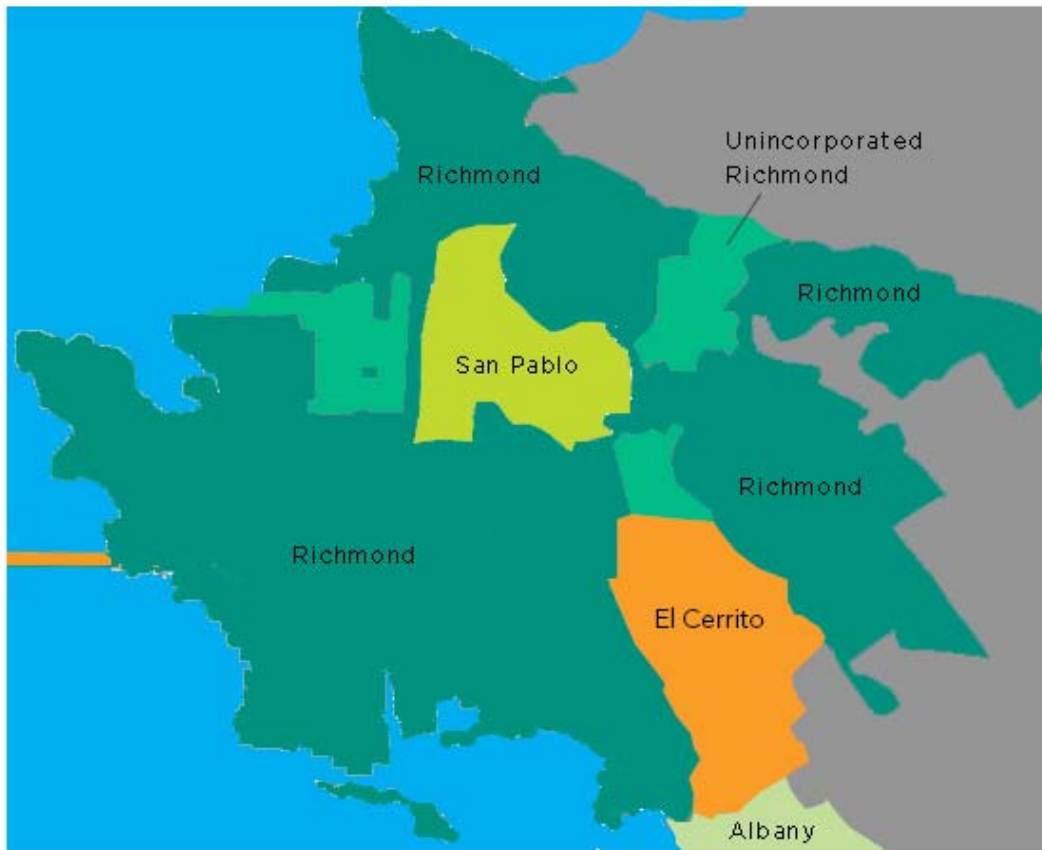 Unincorporated
Richmond
Richmond
Richmond
San Pablo
Richmond
Richmond
El Cerrito
Albany